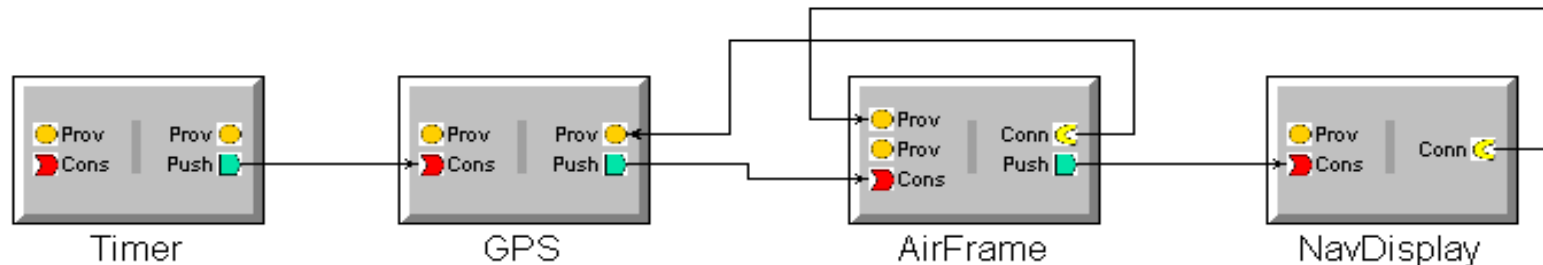 Prov Prov
Cons Push
Timer
Prov Prov
Cons Push
GPS
Prov
Conn
Prov
Cons Push
AirFrame
Prov
Conn
Cons
NavDisplay